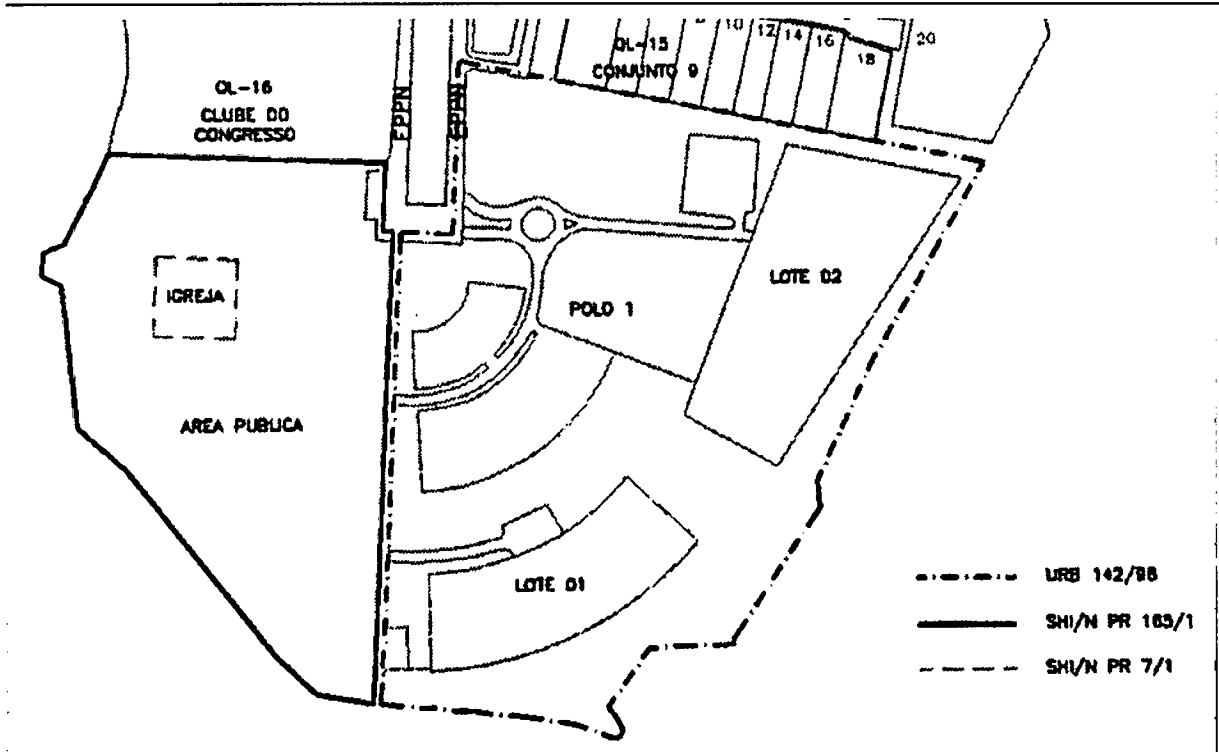 10
12
14
16
18
20
QL-15
CONJUNTO 9
QL-16
CLUBE DO
CONGRESSO
EPPN
EPPN
IGREJA
AREA PUBLICA
POLO 1
LOTE 02
LOTE 01
URB 142/98
SHI/N PR 165/1
SHI/N PR 7/1